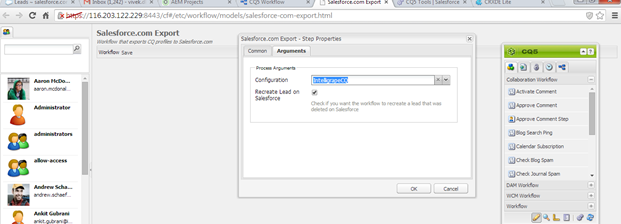 Leads ~ salesforce.com
Inbox (1,342) - vivek.d
CQ5 Workflow
AEM Projects
CQ5 Workflow
Salesforce.com Export
CQ5 Tools | Salesforce
CRXDE Lite
https://116.203.122.229:8443/cf#/etc/workflow/models/salesforce-com-export.html
Salesforce.com Export
Workflow that exports CQ profiles to Salesforce.com
Workflow Save
Aaron McDo...
aaron.mcdonal...
Administrator
administrators
allow-access
Andrew Schae...
andrew.schaef...
Ankit Gubrani
Salesforce.com Export - Step Properties
Common
Arguments
Process Arguments
Configuration
IntelligrapeCQ
Recreate Lead on
Salesforce
Check if you want the workflow to recreate a lead that was
deleted on Salesforce
OK
Cancel
CQ5
Collaboration Workflow
Activate Comment
Approve Comment
Approve Comment Step
Blog Search Ping
Calendar Subscription
Check Blog Spam
Check Journal Spam
DAM Workflow
WCM Workflow
Workflow